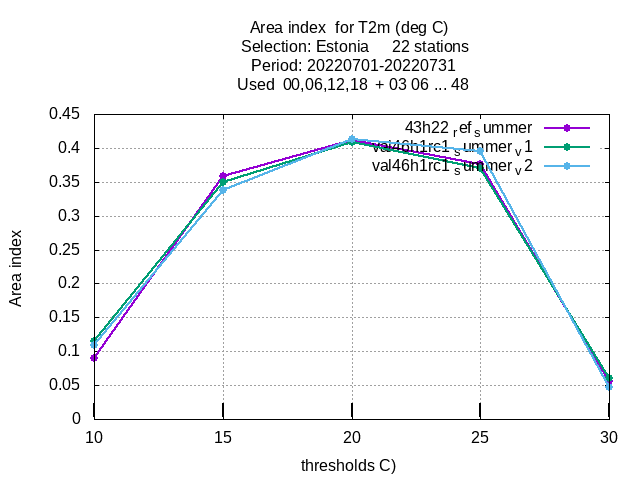 Area index  for T2m (deg C)
Selection: Estonia     22 stations
Period: 20220701-20220731
Used  00,06,12,18  + 03 06 ... 48
0.45
0.4
0.35
0.3
0.25
0.2
0.15
0.1
0.05
0
Area index
43h22 ref summer
val46h1rc1 summer v1
val46h1rc1 summer v2
10 15 20 25 30
thresholds C)